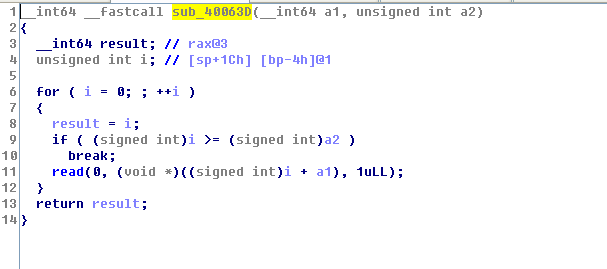 1 __int64 __fastcall sub_40063D(__int64 a1, unsigned int a2)
2 {
3   __int64 result; // rax@3
4   unsigned int i; // [sp+1Ch] [bp-4h]@1
5
6   for ( i = 0; ; ++i )
7   {
8     result = i;
9     if ( (signed int)i >= (signed int)a2 )
10       break;
11     read(0, (void *)((signed int)i + a1), 1uLL);
12   }
13   return result;
14 }